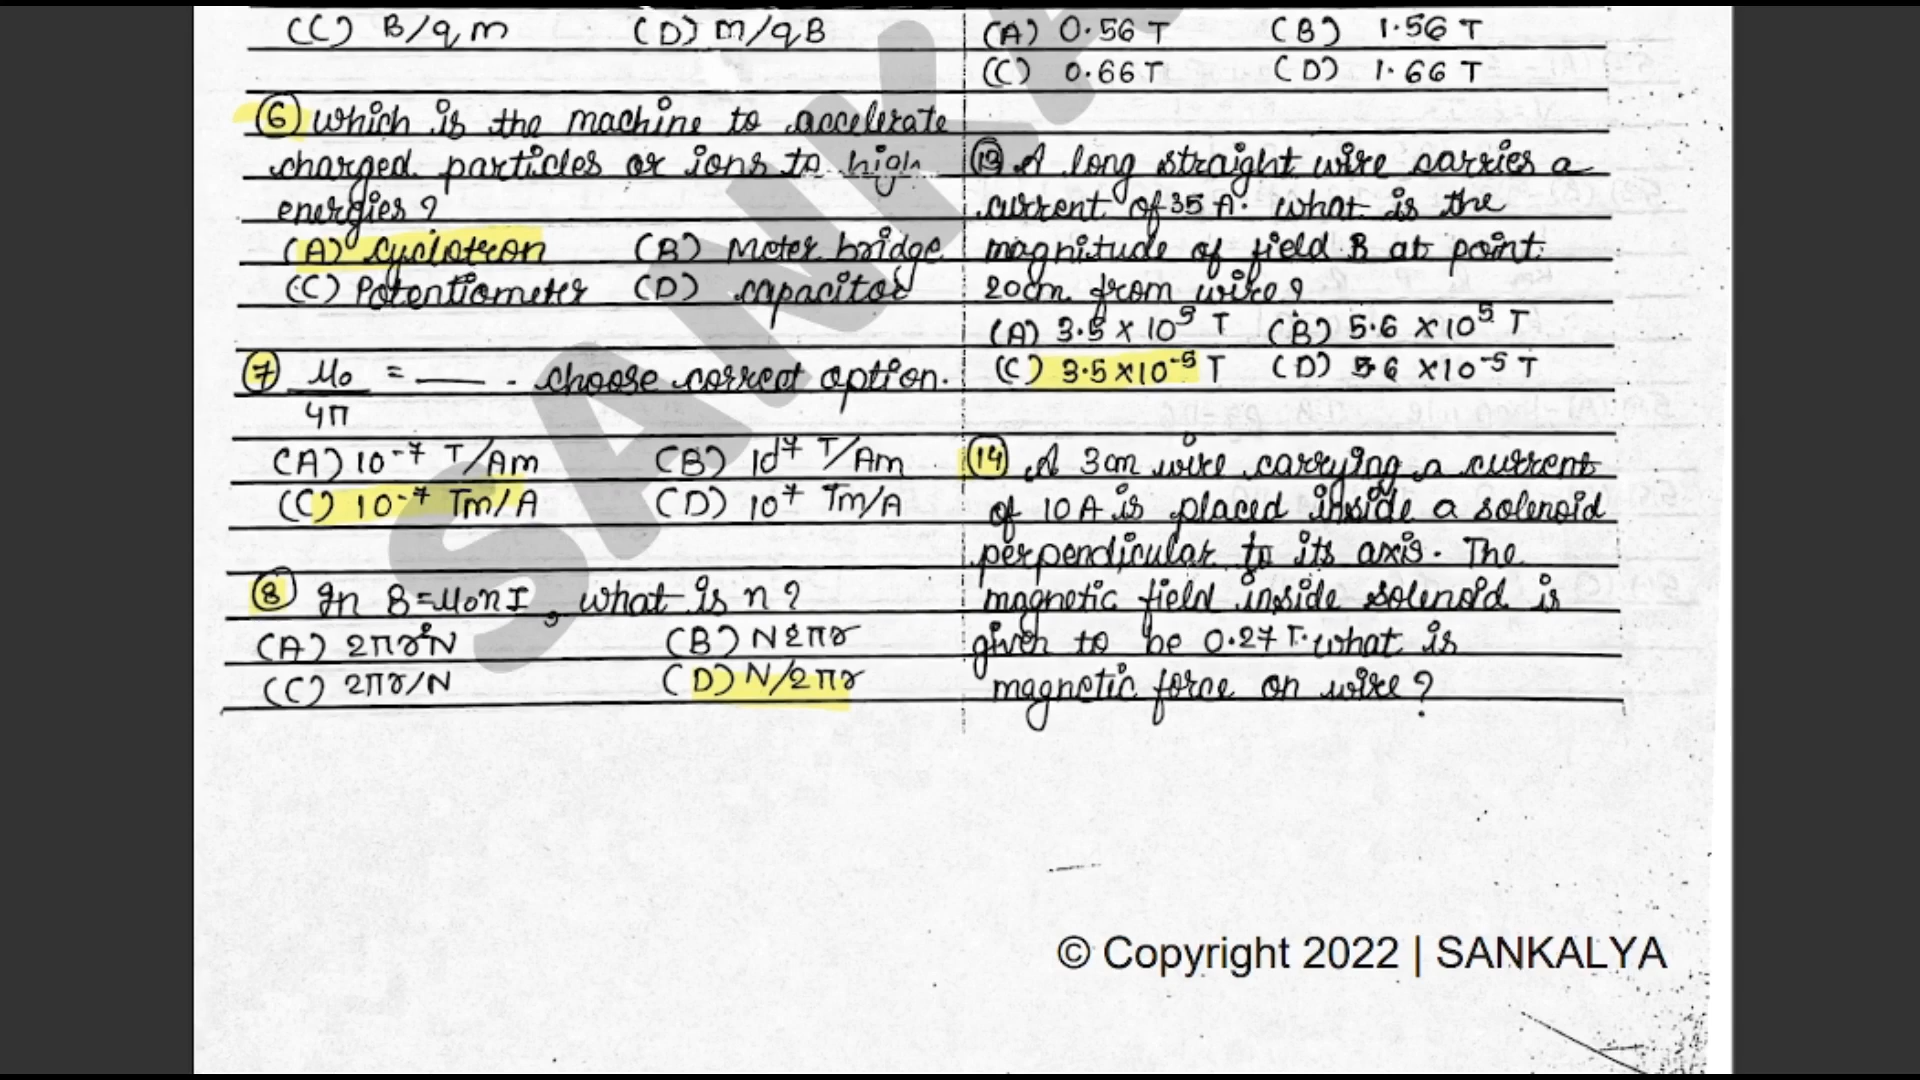 (C) B/qm (D) m/qB
⑥ which is the machine to accelerate
charged particles or ions to high
energies?
(A) cyclotron (B) Meter bridge
(C) Potentiometer (D) capacitor
⑦ μ₀/4π = ___ . choose correct option.
(A) 10⁻⁷ T/Am (B) 10⁷ T/Am
(C) 10⁻⁷ Tm/A (D) 10⁷ Tm/A
⑧ In B=μ₀nI, what is n?
(A) 2πr²N (B) N2πr
(C) 2πr/N (D) N/2πr
(A) 0.56 T (B) 1.56 T
(C) 0.66 T (D) 1.66 T
⑬ A long straight wire carries a
current of 35 A. what is the
magnitude of field B at point
20cm from wire?
(A) 3.5 × 10⁵ T (B) 5.6 ×10⁵ T
(C) 3.5 ×10⁻⁵ T (D) 5.6 ×10⁻⁵ T
⑭ A 3cm wire carrying a current
of 10A is placed inside a solenoid
perpendicular to its axis. The
magnetic field inside solenoid is
given to be 0.27 T. what is
magnetic force on wire?
SANKA
© Copyright 2022 | SANKALYA